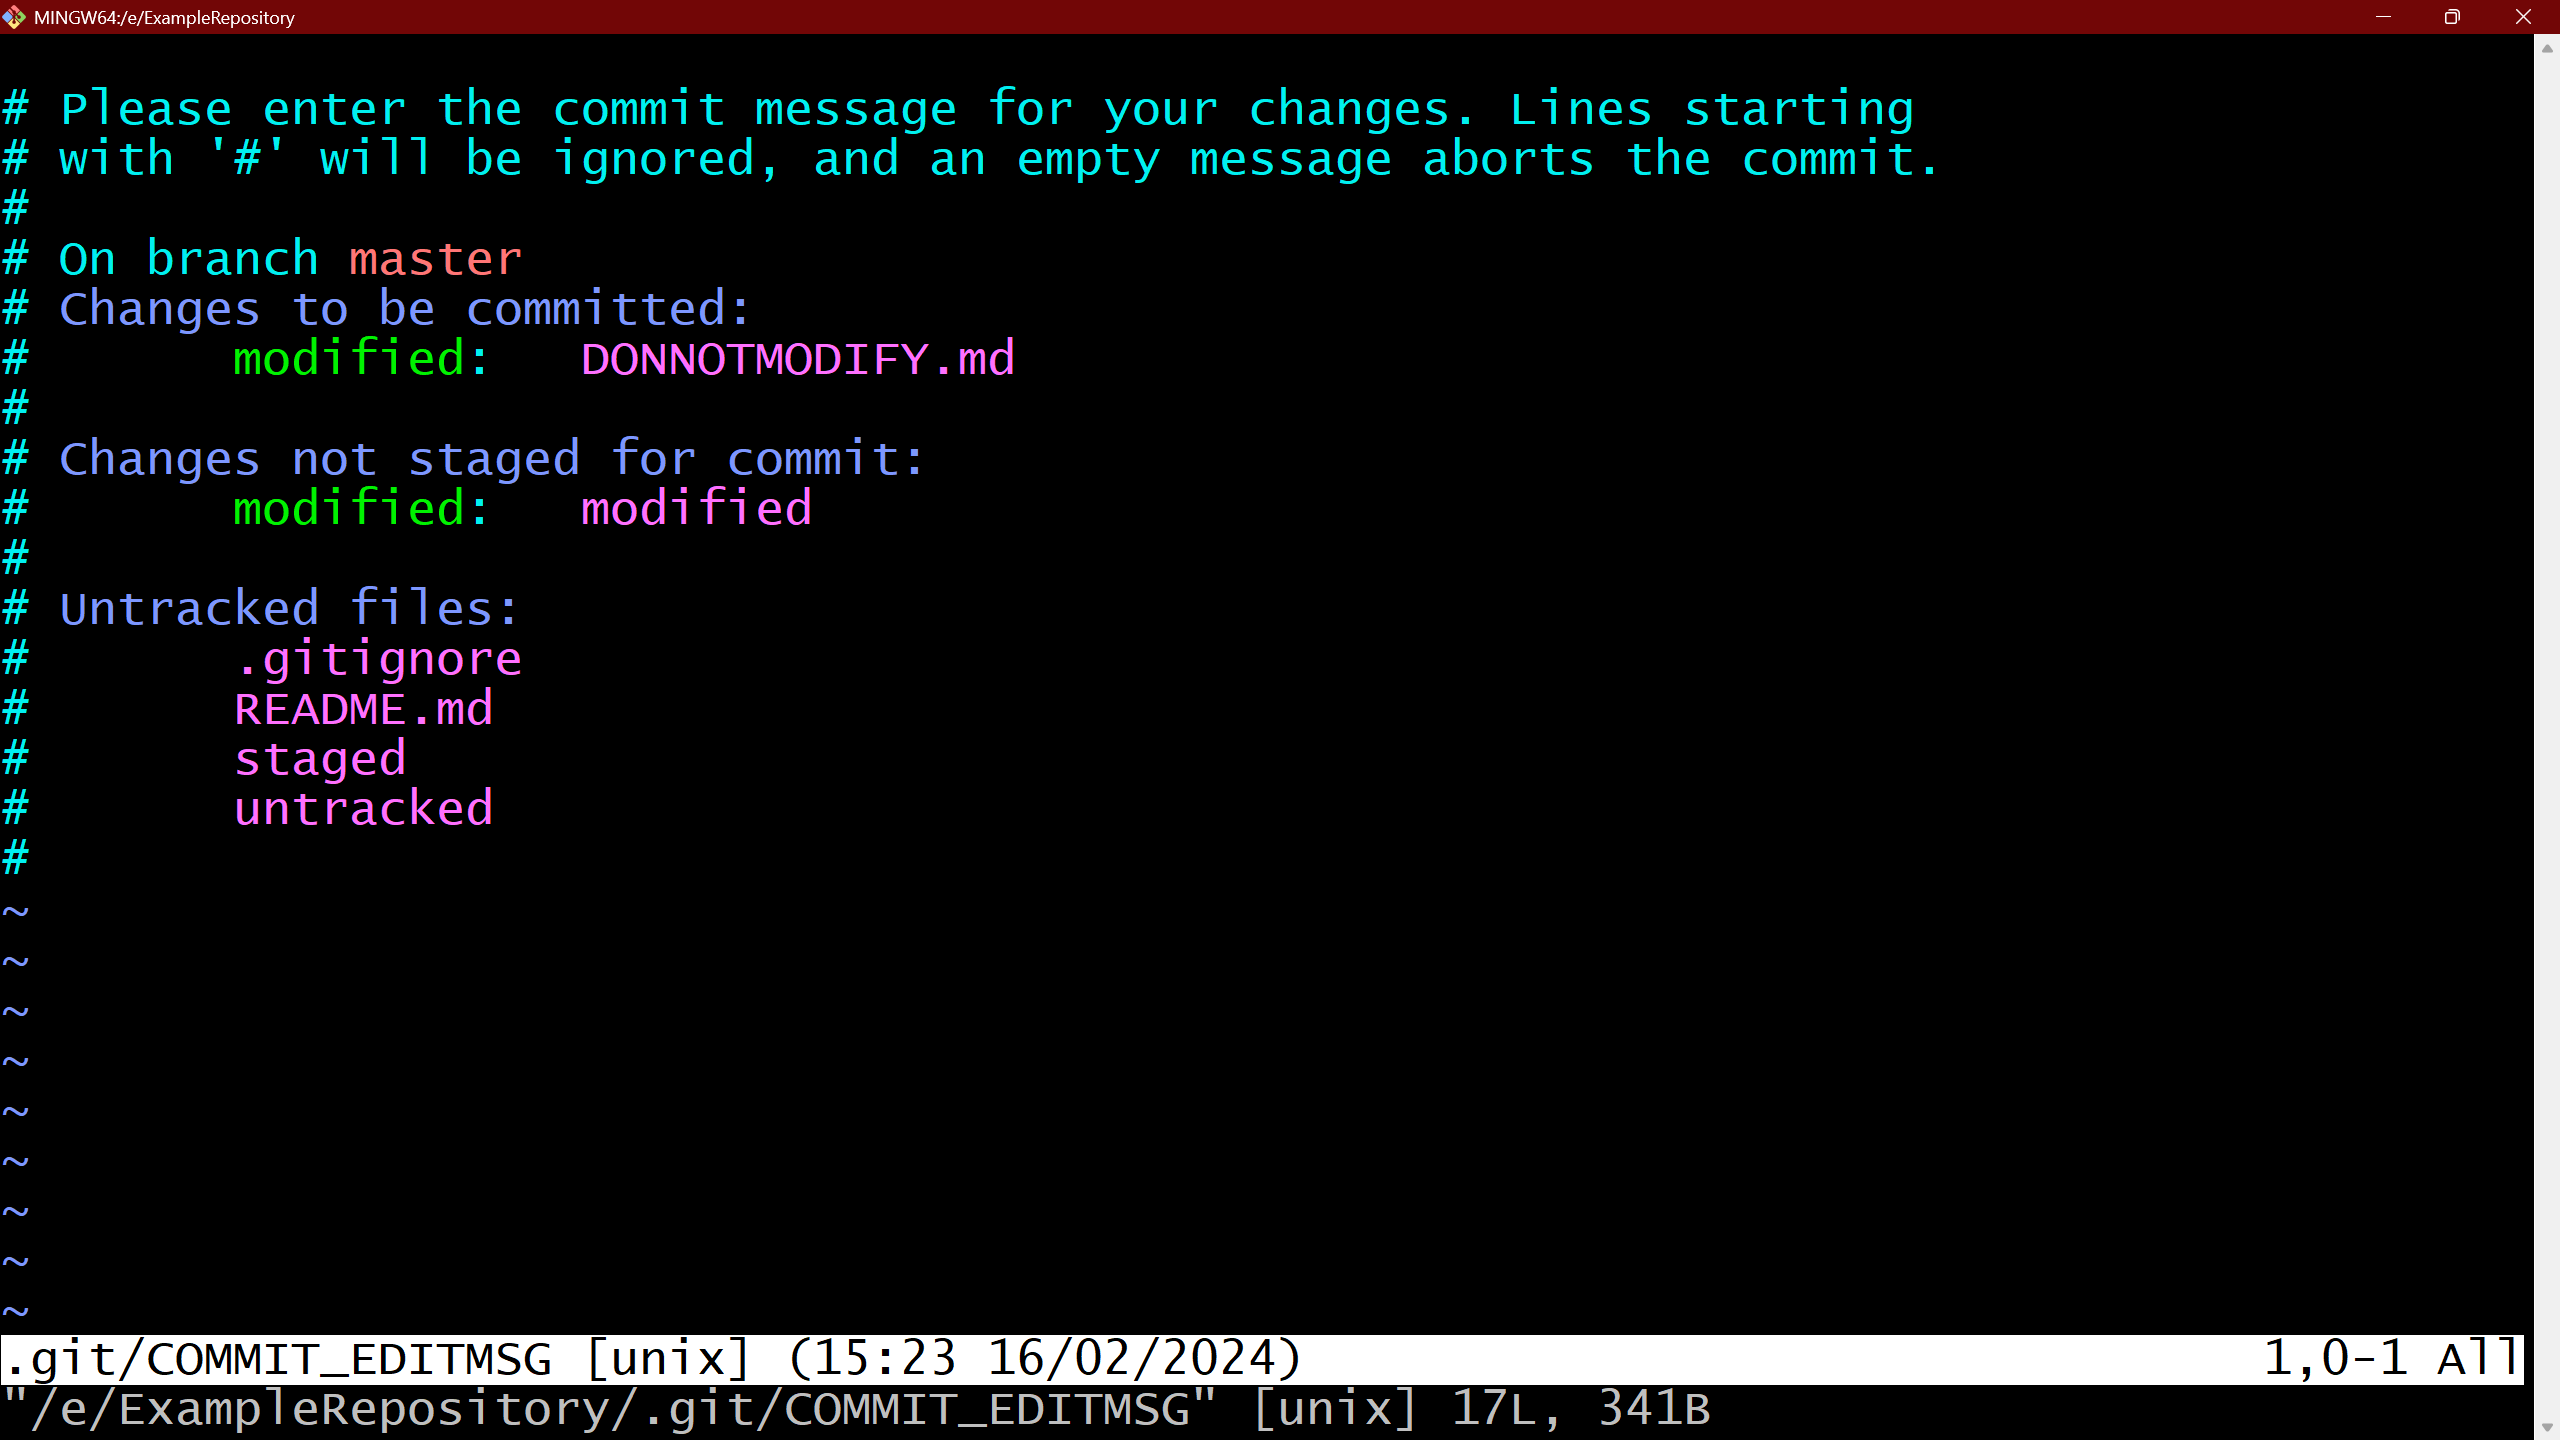 MINGW64:/e/ExampleRepository
# Please enter the commit message for your changes. Lines starting
# with '#' will be ignored, and an empty message aborts the commit.
#
# On branch master
# Changes to be committed:
#       modified:   DONNOTMODIFY.md
#
# Changes not staged for commit:
#       modified:   modified
#
# Untracked files:
#       .gitignore
#       README.md
#       staged
#       untracked
#
~
~
~
~
~
~
~
~
~
.git/COMMIT_EDITMSG [unix] (15:23 16/02/2024) 1,0-1 All
"/e/ExampleRepository/.git/COMMIT_EDITMSG" [unix] 17L, 341B